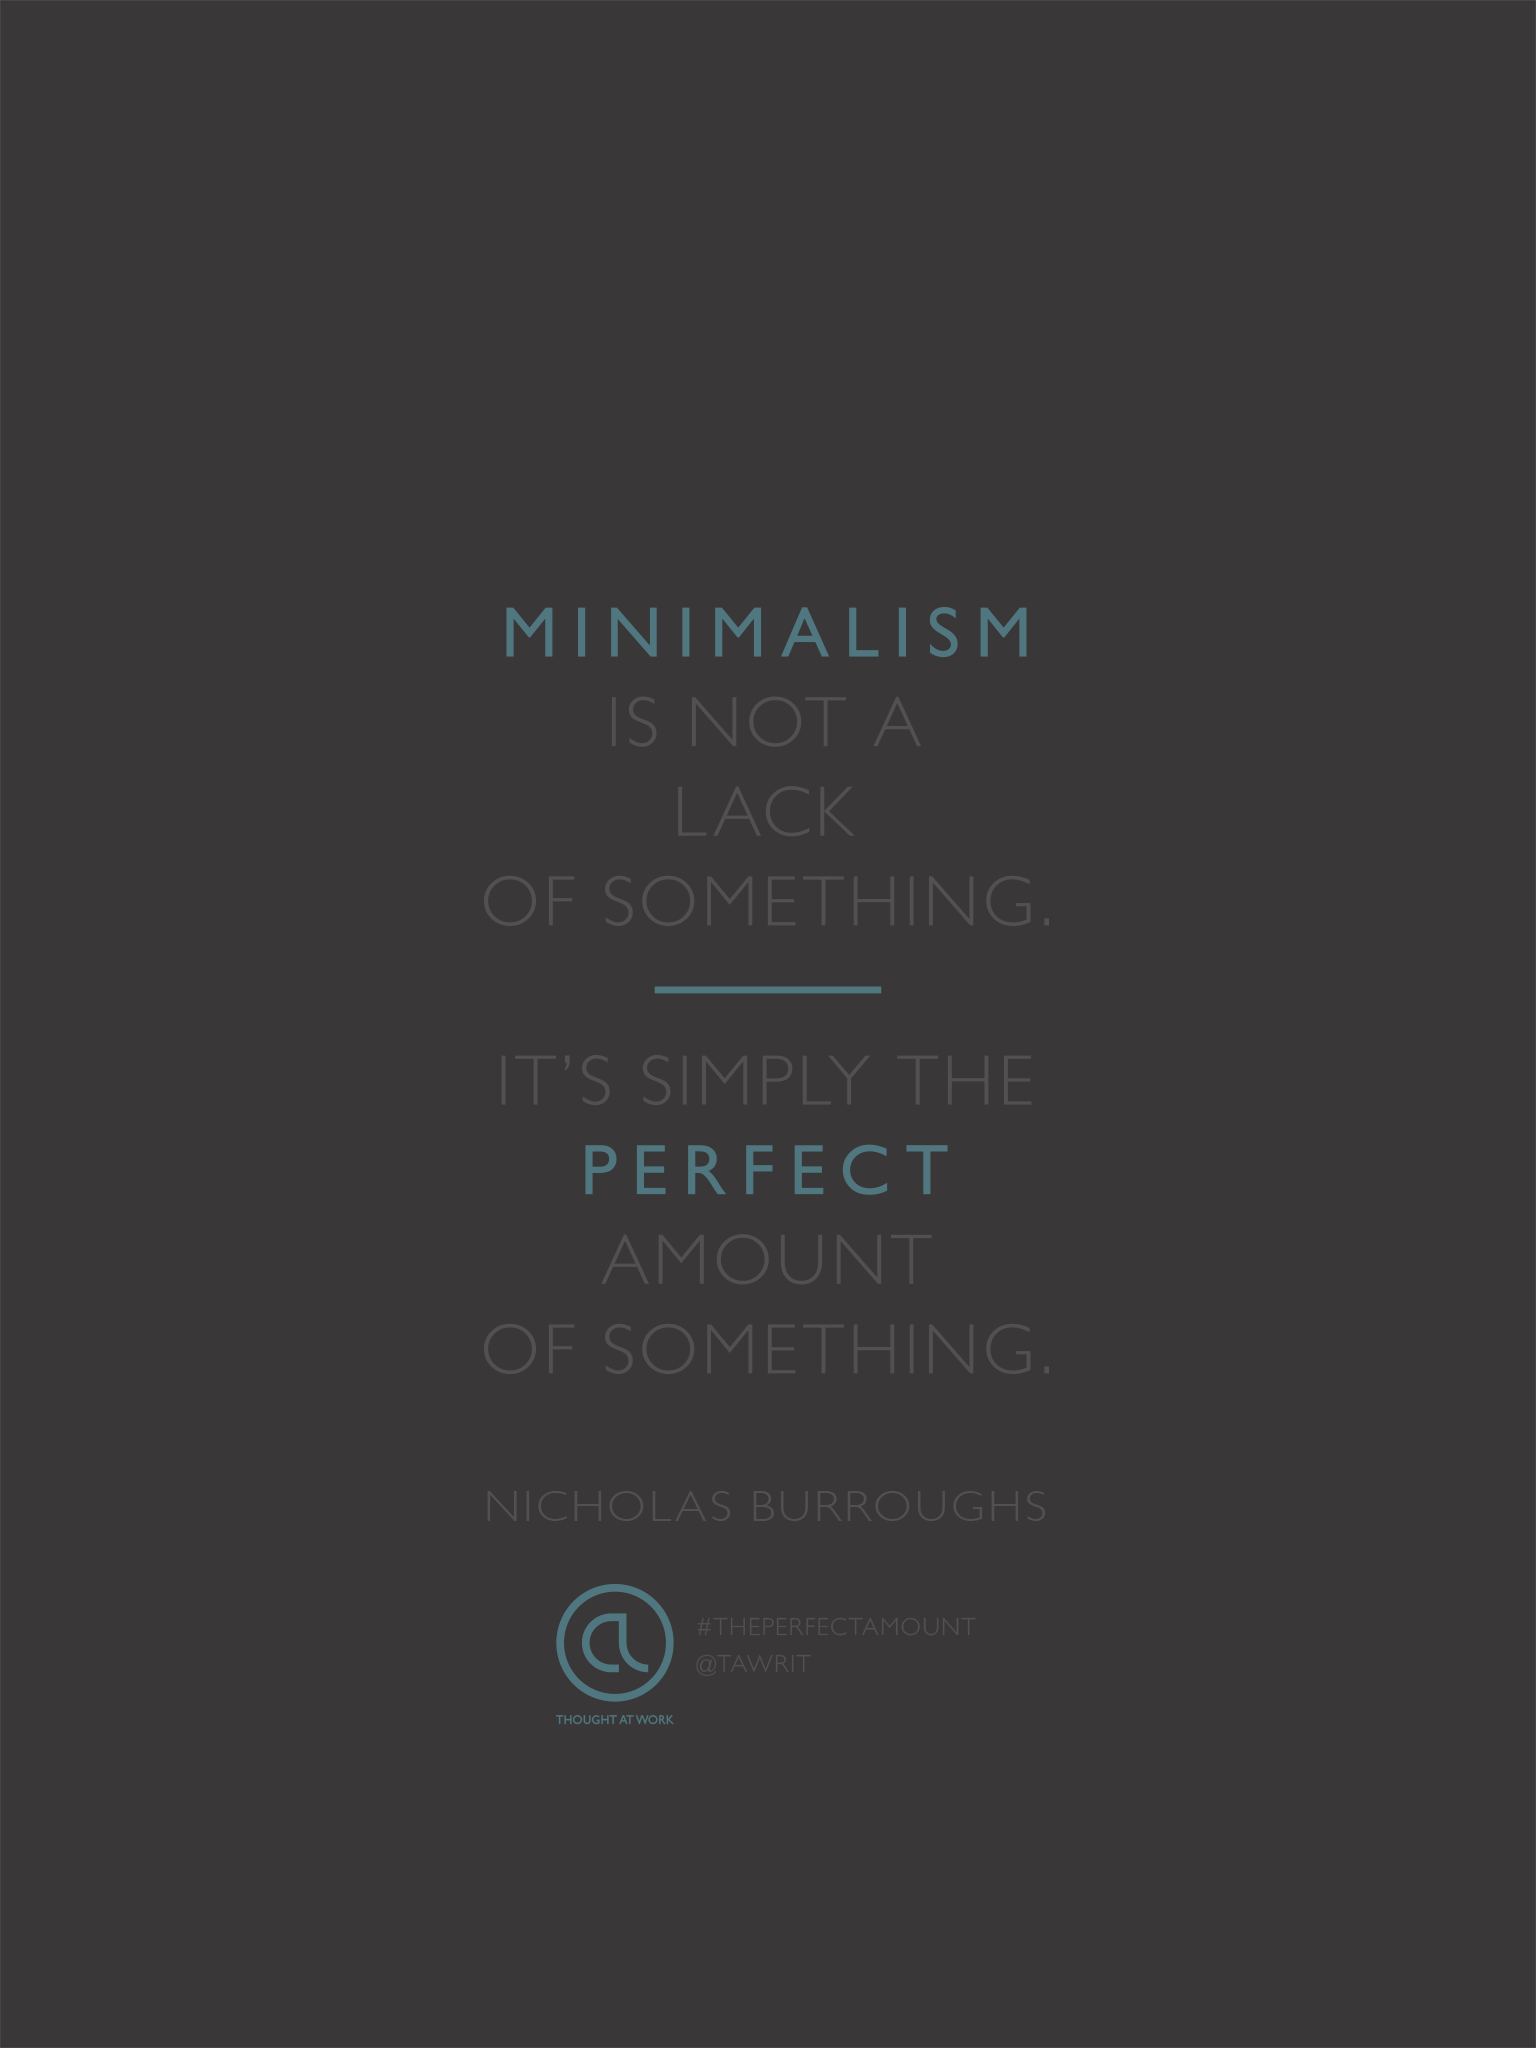 MINIMALISM
IS NOT A
LACK
OF SOMETHING.
IT’S SIMPLY THE
PERFECT
AMOUNT
OF SOMETHING.
NICHOLAS BURROUGHS
#THEPERFECTAMOUNT
@TAWRIT
THOUGHT AT WORK